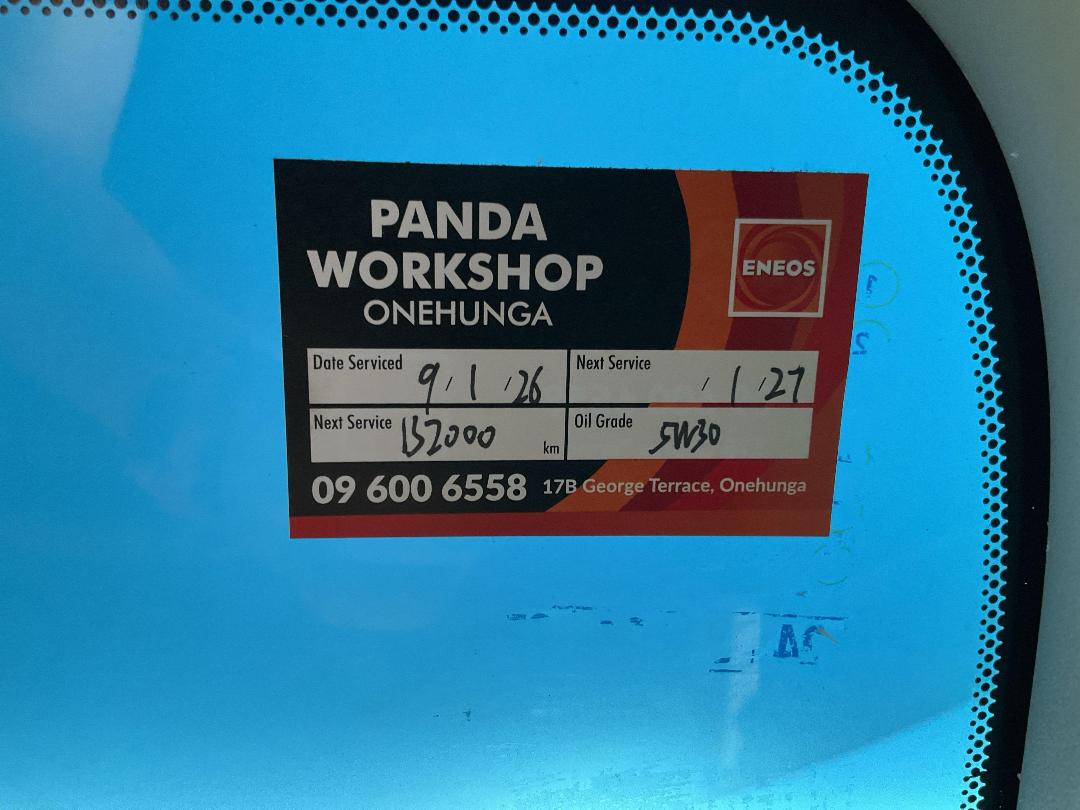 PANDA
WORKSHOP
ONEHUNGA
ENEOS
Date Serviced 9/1/26
Next Service /1/27
Next Service 152000 km
Oil Grade 5W30
09 600 6558 17B George Terrace, Onehunga